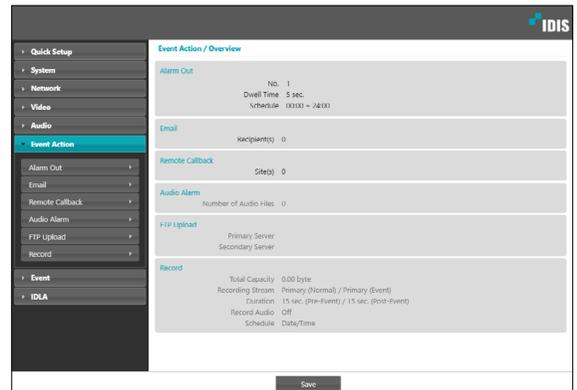 IDIS
Quick Setup
System
Network
Video
Audio
Event Action
Alarm Out
Email
Remote Callback
Audio Alarm
FTP Upload
Record
Event
IDLA
Event Action / Overview
Alarm Out
No. 1
Dwell Time 5 sec.
Schedule 00:00 ~ 24:00
Email
Recipient(s) 0
Remote Callback
Site(s) 0
Audio Alarm
Number of Audio Files 0
FTP Upload
Primary Server
Secondary Server
Record
Total Capacity 0.00 byte
Recording Stream Primary (Normal) / Primary (Event)
Duration 15 sec. (Pre-Event) / 15 sec. (Post-Event)
Record Audio Off
Schedule Date/Time
Save